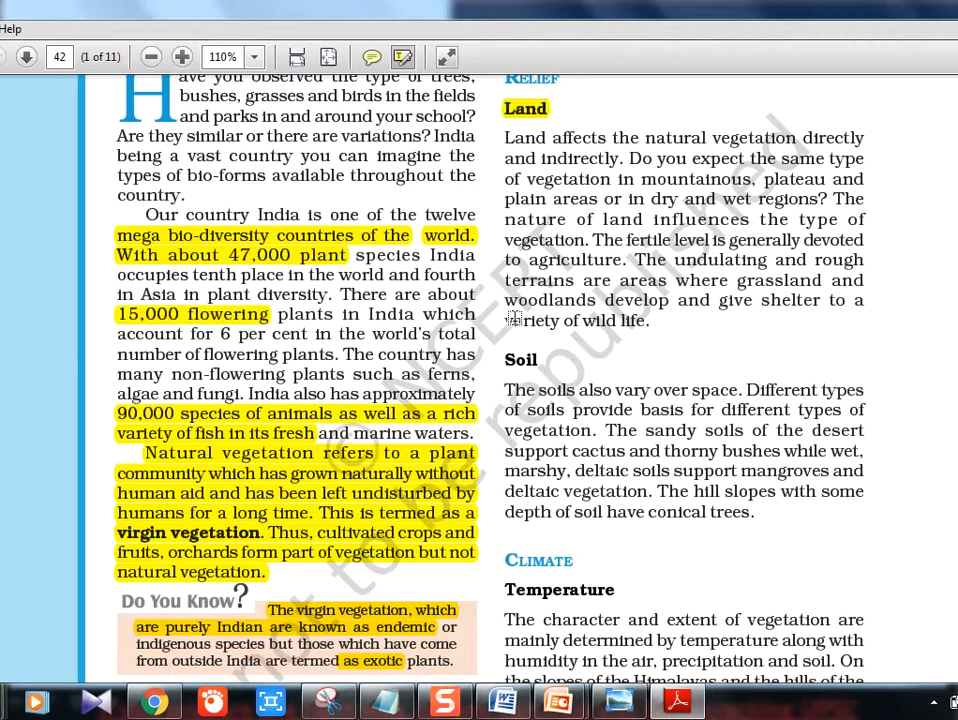 Help
42 (1 of 11) 110%
ave you observed the type of trees,
H bushes, grasses and birds in the fields
and parks in and around your school?
Are they similar or there are variations? India
being a vast country you can imagine the
types of bio-forms available throughout the
country.
Our country India is one of the twelve
mega bio-diversity countries of the world.
With about 47,000 plant species India
occupies tenth place in the world and fourth
in Asia in plant diversity. There are about
15,000 flowering plants in India which
account for 6 per cent in the world's total
number of flowering plants. The country has
many non-flowering plants such as ferns,
algae and fungi. India also has approximately
90,000 species of animals as well as a rich
variety of fish in its fresh and marine waters.
Natural vegetation refers to a plant
community which has grown naturally without
human aid and has been left undisturbed by
humans for a long time. This is termed as a
virgin vegetation. Thus, cultivated crops and
fruits, orchards form part of vegetation but not
natural vegetation.
Do You Know?
The virgin vegetation, which
are purely Indian are known as endemic or
indigenous species but those which have come
from outside India are termed as exotic plants.
RELIEF
Land
Land affects the natural vegetation directly
and indirectly. Do you expect the same type
of vegetation in mountainous, plateau and
plain areas or in dry and wet regions? The
nature of land influences the type of
vegetation. The fertile level is generally devoted
to agriculture. The undulating and rough
terrains are areas where grassland and
woodlands develop and give shelter to a
variety of wild life.
Soil
The soils also vary over space. Different types
of soils provide basis for different types of
vegetation. The sandy soils of the desert
support cactus and thorny bushes while wet,
marshy, deltaic soils support mangroves and
deltaic vegetation. The hill slopes with some
depth of soil have conical trees.
CLIMATE
Temperature
The character and extent of vegetation are
mainly determined by temperature along with
humidity in the air, precipitation and soil. On
the slopes of the Himalayas and the hills of the
© NCERT
not to be republished